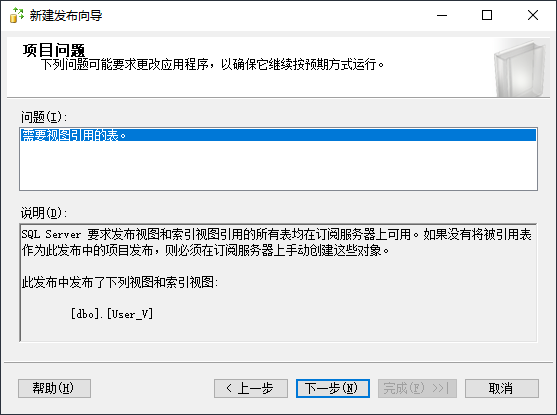 新建发布向导
项目问题
下列问题可能要求更改应用程序，以确保它继续按预期方式运行。
问题(I):
需要视图引用的表。
说明(D):
SQL Server 要求发布视图和索引视图引用的所有表均在订阅服务器上可用。如果没有将被引用表
作为此发布中的项目发布，则必须在订阅服务器上手动创建这些对象。
此发布中发布了下列视图和索引视图:
[dbo].[User_V]
帮助(H)
< 上一步
下一步(N)
完成(F) >>|
取消